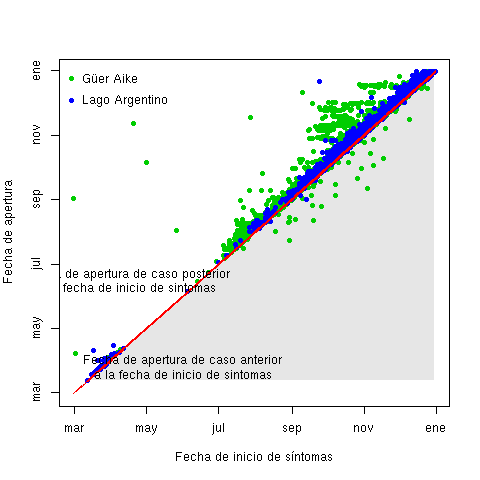 Güer Aike
Lago Argentino
Fecha de apertura
mar
may
jul
sep
nov
ene
. de apertura de caso posterior
fecha de inicio de sintomas
Fecha de apertura de caso anterior
a la fecha de inicio de sintomas
mar
may
jul
sep
nov
ene
Fecha de inicio de síntomas